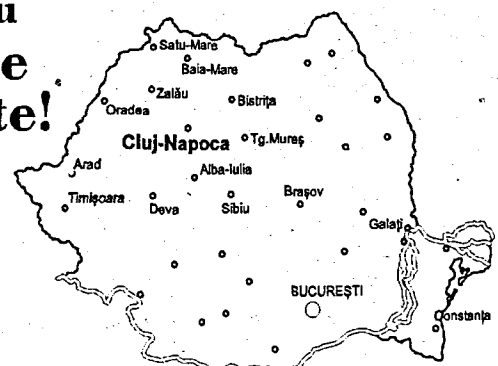 u
e
te!
Satu-Mare
Baia-Mare
Zalău
Oradea
Bistrița
Cluj-Napoca
Tg.Mureș
Arad
Alba-Iulia
Timișoara
Deva
Sibiu
Brașov
Galați
BUCUREȘTI
Constanța